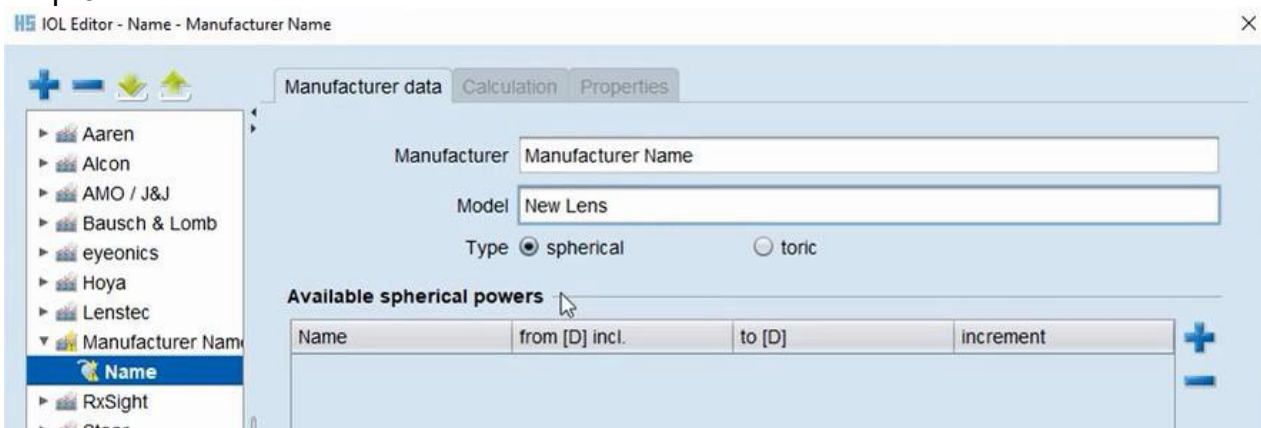 HS IOL Editor - Name - Manufacturer Name
Manufacturer data Calculation Properties
Aaren
Alcon
AMO / J&J
Bausch & Lomb
eyeonics
Hoya
Lenstec
Manufacturer Nam
Name
RxSight
Manufacturer Manufacturer Name
Model New Lens
Type spherical toric
Available spherical powers
Name from [D] incl. to [D] increment